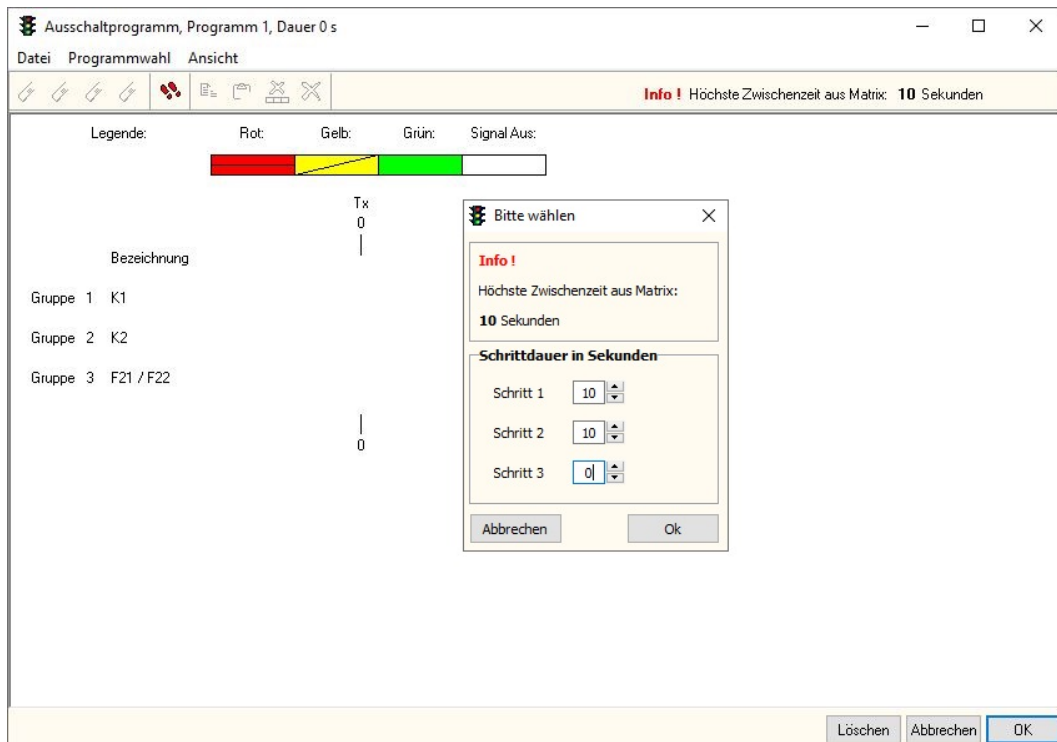 Ausschaltprogramm, Programm 1, Dauer 0 s
Datei Programmwahl Ansicht
Info ! Höchste Zwischenzeit aus Matrix: 10 Sekunden
Legende: Rot: Gelb: Grün: Signal Aus:
Tx
0
Bezeichnung
Gruppe 1 K1
Gruppe 2 K2
Gruppe 3 F21 / F22
0
Bitte wählen
Info !
Höchste Zwischenzeit aus Matrix:
10 Sekunden
Schrittdauer in Sekunden
Schritt 1 10
Schritt 2 10
Schritt 3 0
Abbrechen Ok
Löschen Abbrechen OK